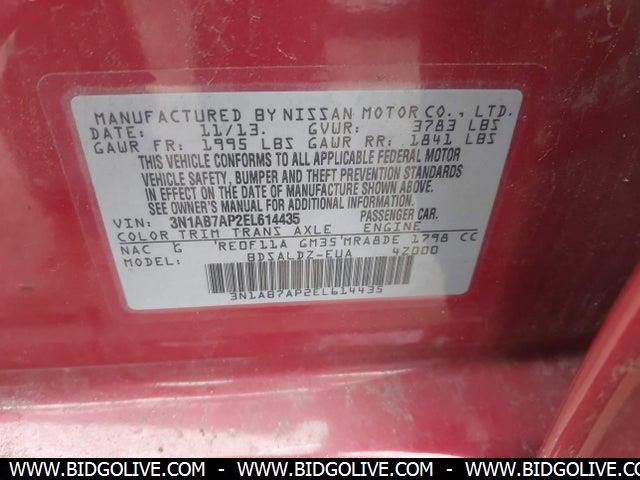 MANUFACTURED BY NISSAN MOTOR CO., LTD.
DATE: 11/13. GVWR: 3783 LBS
GAWR FR: 1995 LBS GAWR RR: 1841 LBS
THIS VEHICLE CONFORMS TO ALL APPLICABLE FEDERAL MOTOR
VEHICLE SAFETY, BUMPER AND THEFT PREVENTION STANDARDS
IN EFFECT ON THE DATE OF MANUFACTURE SHOWN ABOVE.
SEE OWNER'S MANUAL FOR ADDITIONAL INFORMATION.
VIN: 3N1AB7AP2EL614435 PASSENGER CAR.
COLOR TRIM TRANS AXLE ENGINE
NAC G RE0F11A GM35 MRA8DE 1798 CC
BDSALDZ-EUA 4Z000
3N1AB7AP2EL614435
WWW.BIDGOLIVE.COM - WWW.BIDGOLIVE.COM - WWW.BIDGOLIVE.COM